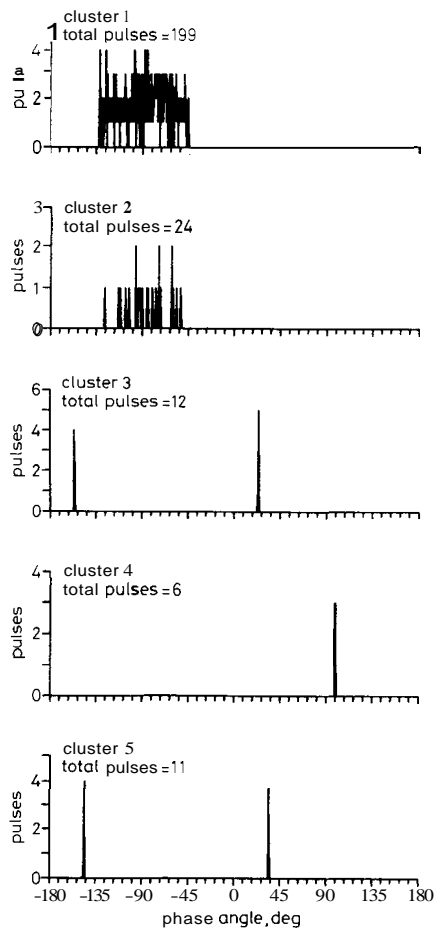 cluster 1
total pulses =199
4
2
0
cluster 2
total pulses = 24
3
2
1
0
pulses
cluster 3
total pulses =12
6
4
2
0
pulses
cluster 4
total pulses =6
4
2
0
pulses
cluster 5
total pulses =11
4
2
0
pulses
-180 -135 -90 -45 0 45 90 135 180
phase angle, deg